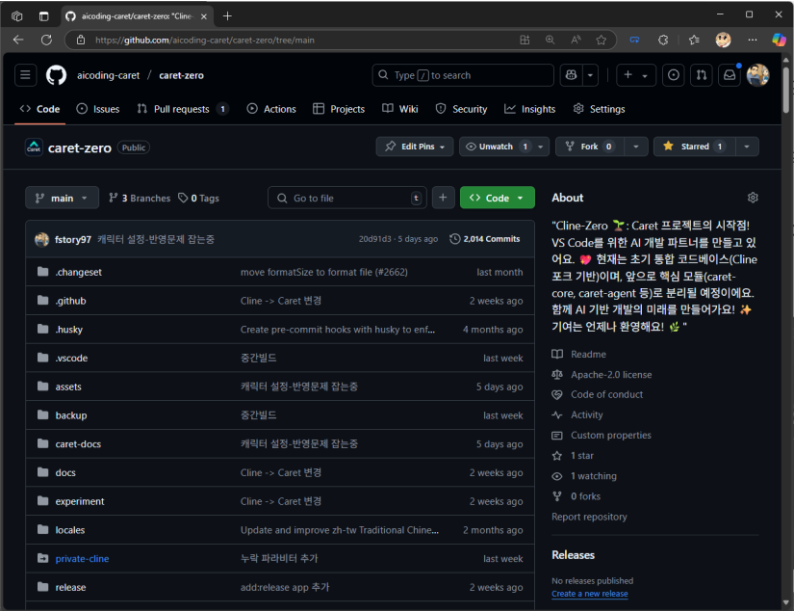 aicoding-caret/caret-zero: "Cline-
https://github.com/aicoding-caret/caret-zero/tree/main
aicoding-caret / caret-zero
Type / to search
Code
Issues
Pull requests 1
Actions
Projects
Wiki
Security
Insights
Settings
caret-zero Public
Edit Pins
Unwatch 1
Fork 0
Starred 1
main
3 Branches
0 Tags
Go to file t
Code
fstory97 캐릭터 설정-반영문제 잡는중 20d91d3 · 5 days ago 2,014 Commits
.changeset move formatSize to format file (#2662) last month
.github Cline -> Caret 변경 2 weeks ago
.husky Create pre-commit hooks with husky to enf... 4 months ago
.vscode 중간빌드 last week
assets 캐릭터 설정-반영문제 잡는중 5 days ago
backup 중간빌드 last week
caret-docs 캐릭터 설정-반영문제 잡는중 5 days ago
docs Cline -> Caret 변경 2 weeks ago
experiment Cline -> Caret 변경 2 weeks ago
locales Update and improve zh-tw Traditional Chine... 2 months ago
private-cline 누락 파라비터 추가 last week
release add:release app 추가 2 weeks ago
About
"Cline-Zero 🌱: Caret 프로젝트의 시작점!
VS Code를 위한 AI 개발 파트너를 만들고 있
어요. 💖 현재는 초기 통합 코드베이스(Cline
포크 기반)이며, 앞으로 핵심 모듈(caret-
core, caret-agent 등)로 분리될 예정이에요.
함께 AI 기반 개발의 미래를 만들어가요! ✨
기여는 언제나 환영해요! 🌿"
Readme
Apache-2.0 license
Code of conduct
Activity
Custom properties
1 star
1 watching
0 forks
Report repository
Releases
No releases published
Create a new release